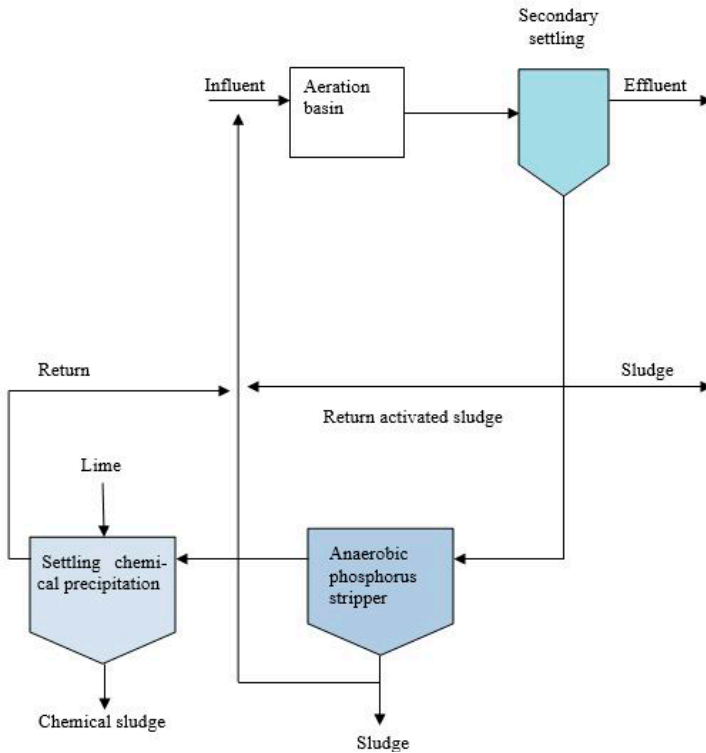 Secondary
settling
Influent
Aeration
basin
Effluent
Return
Sludge
Return activated sludge
Lime
Settling chemi-
cal precipitation
Anaerobic
phosphorus
stripper
Chemical sludge
Sludge